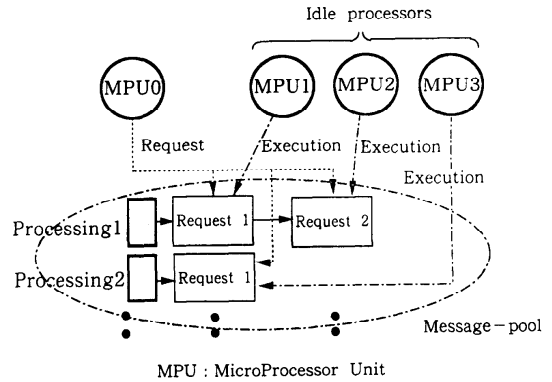 Idle processors
MPU0
MPU1
MPU2
MPU3
Request
Execution
Execution
Execution
Processing1
Request 1
Request 2
Processing2
Request 1
Message-pool
MPU : MicroProcessor Unit